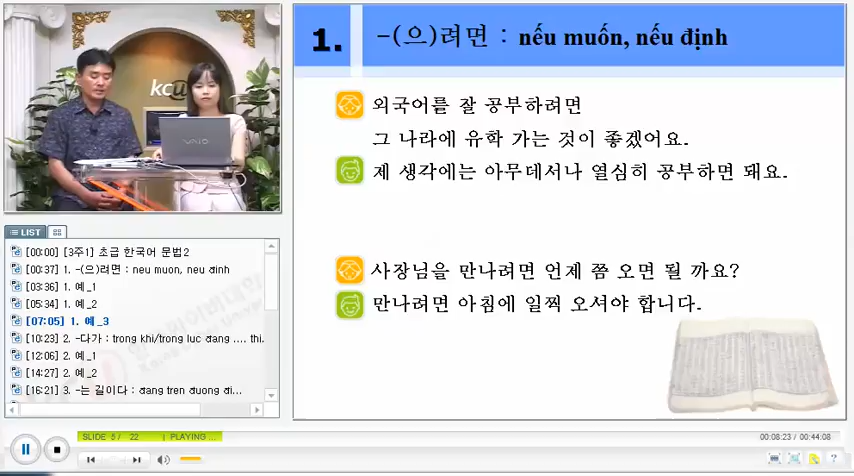 kcu
VAIO
LIST
[00:00] [3주1] 초급 한국어 문법2
[00:37] 1. -(으)려면 : neu muon, neu dinh
[03:36] 1. 예_1
[05:34] 1. 예_2
[07:05] 1. 예_3
[10:23] 2. -다가 : trong khi/trong luc dang .... thi.
[12:06] 2. 예_1
[14:27] 2. 예_2
[16:21] 3. -는 길이다 : dang tren duong di...
1. -(으)려면 : nếu muốn, nếu định
외국어를 잘 공부하려면
그 나라에 유학 가는 것이 좋겠어요.
제 생각에는 아무데서나 열심히 공부하면 돼요.
사장님을 만나려면 언제 쯤 오면 될 까요?
만나려면 아침에 일찍 오셔야 합니다.
SLIDE 5 / 22 | PLAYING ...
00:08:23 / 00:44:08